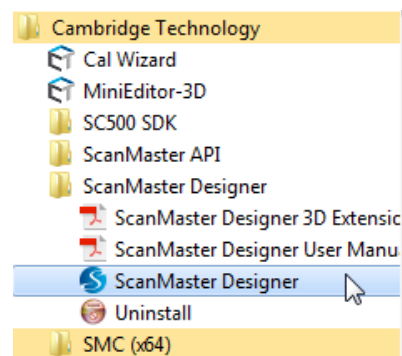 Cambridge Technology
Cal Wizard
MiniEditor-3D
SC500 SDK
ScanMaster API
ScanMaster Designer
ScanMaster Designer 3D Extensic
ScanMaster Designer User Manu
ScanMaster Designer
Uninstall
SMC (x64)